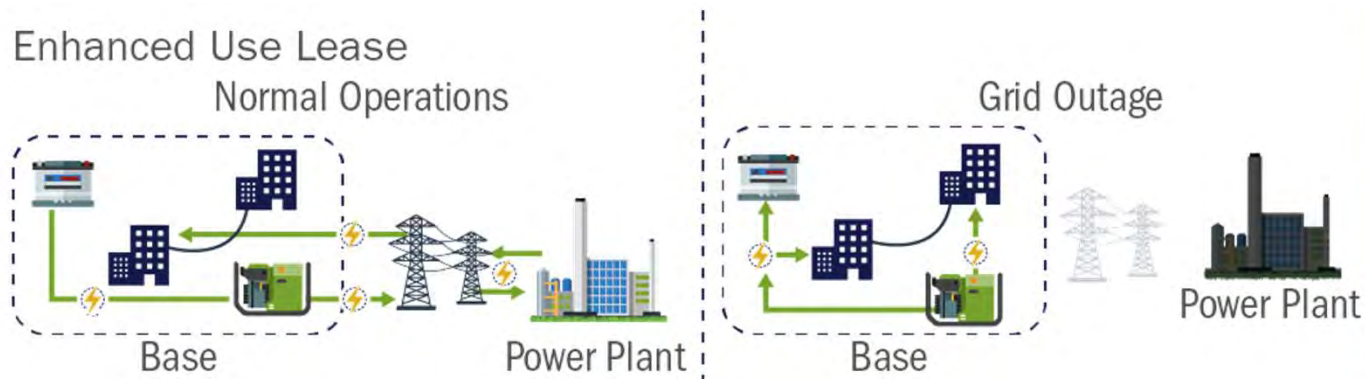 Enhanced Use Lease
Normal Operations
Base
Power Plant
Grid Outage
Base
Power Plant